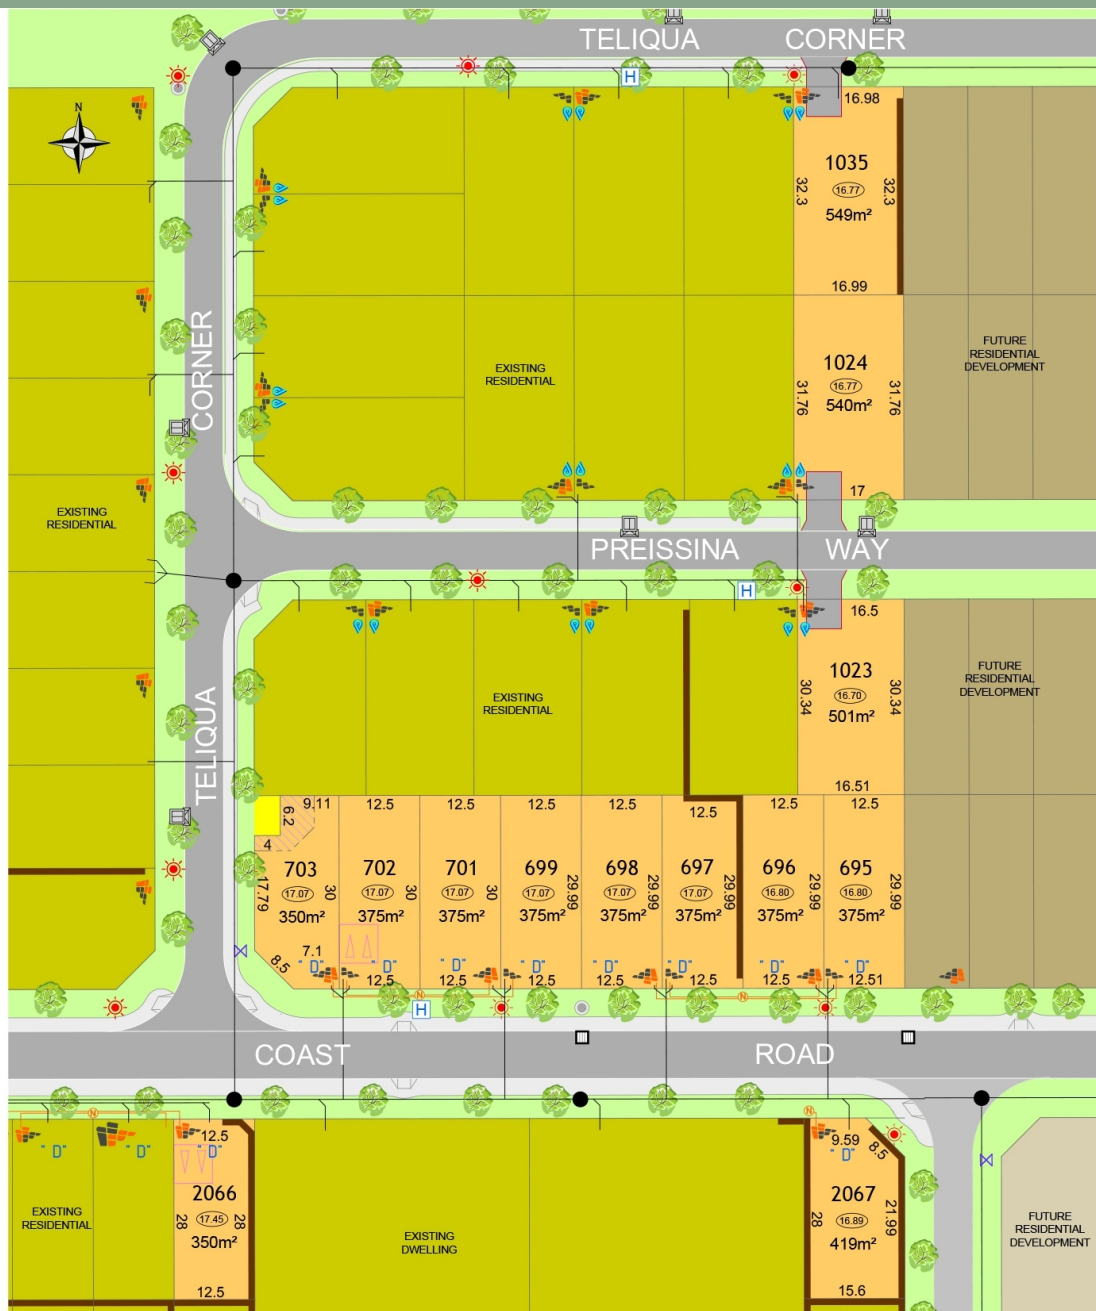 TELIQUA CORNER
H
16.98
N
1035
16.77
549m²
32.3
32.3
16.99
CORNER
EXISTING
RESIDENTIAL
1024
16.77
540m²
31.76
31.76
17
FUTURE
RESIDENTIAL
DEVELOPMENT
EXISTING
RESIDENTIAL
PREISSINA WAY
H
16.5
1023
16.70
501m²
30.34
30.34
16.51
EXISTING
RESIDENTIAL
FUTURE
RESIDENTIAL
DEVELOPMENT
TELIQUA
9.11
6.2
4
12.5
12.5
12.5
12.5
12.5
12.5
12.5
703
17.07
350m²
17.79
30
8.5
7.1
"D"
702
17.07
375m²
30
"D"
12.5
701
17.07
375m²
30
"D"
12.5
699
17.07
375m²
29.99
"D"
12.5
698
17.07
375m²
29.99
"D"
12.5
697
17.07
375m²
29.99
"D"
12.5
696
16.80
375m²
29.99
"D"
12.5
695
16.80
375m²
29.99
"D"
12.51
N
N
H
COAST ROAD
N
"D"
"D"
"D"
12.5
2066
17.45
350m²
28
28
12.5
EXISTING
RESIDENTIAL
EXISTING
DWELLING
N
9.59
"D"
8.5
2067
16.89
419m²
28
21.99
15.6
FUTURE
RESIDENTIAL
DEVELOPMENT